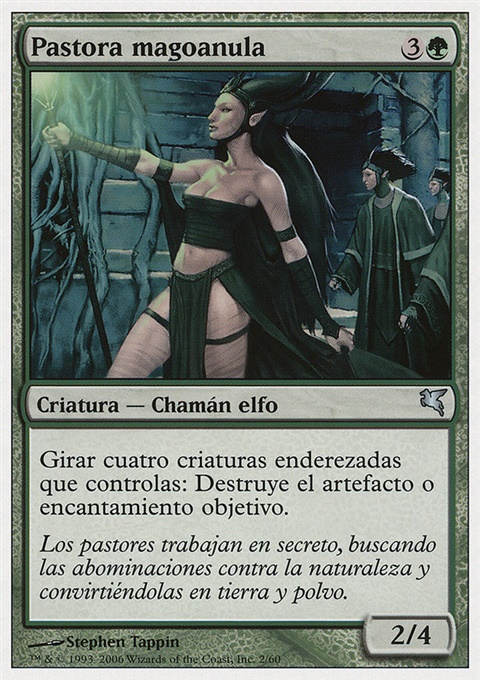 Pastora magoanula
3
Criatura — Chamán elfo
Girar cuatro criaturas enderezadas
que controlas: Destruye el artefacto o
encantamiento objetivo.
Los pastores trabajan en secreto, buscando
las abominaciones contra la naturaleza y
convirtiéndolas en tierra y polvo.
Stephen Tappin
2/4
™ & © 1993–2006 Wizards of the Coast, Inc. 2/60